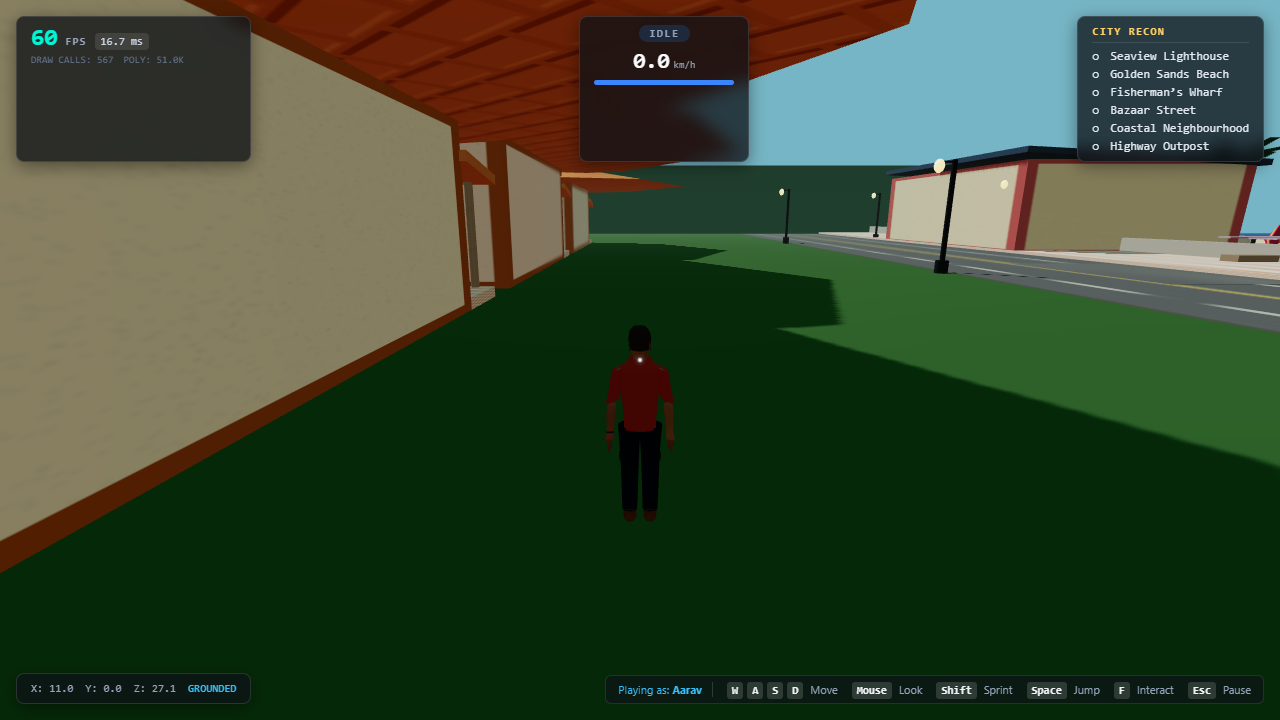 60 FPS 16.7 ms
DRAW CALLS: 567 POLY: 51.0K
IDLE
0.0 km/h
CITY RECON
Seaview Lighthouse
Golden Sands Beach
Fisherman's Wharf
Bazaar Street
Coastal Neighbourhood
Highway Outpost
X: 11.0 Y: 0.0 Z: 27.1 GROUNDED
Playing as: Aarav W A S D Move Mouse Look Shift Sprint Space Jump F Interact Esc Pause